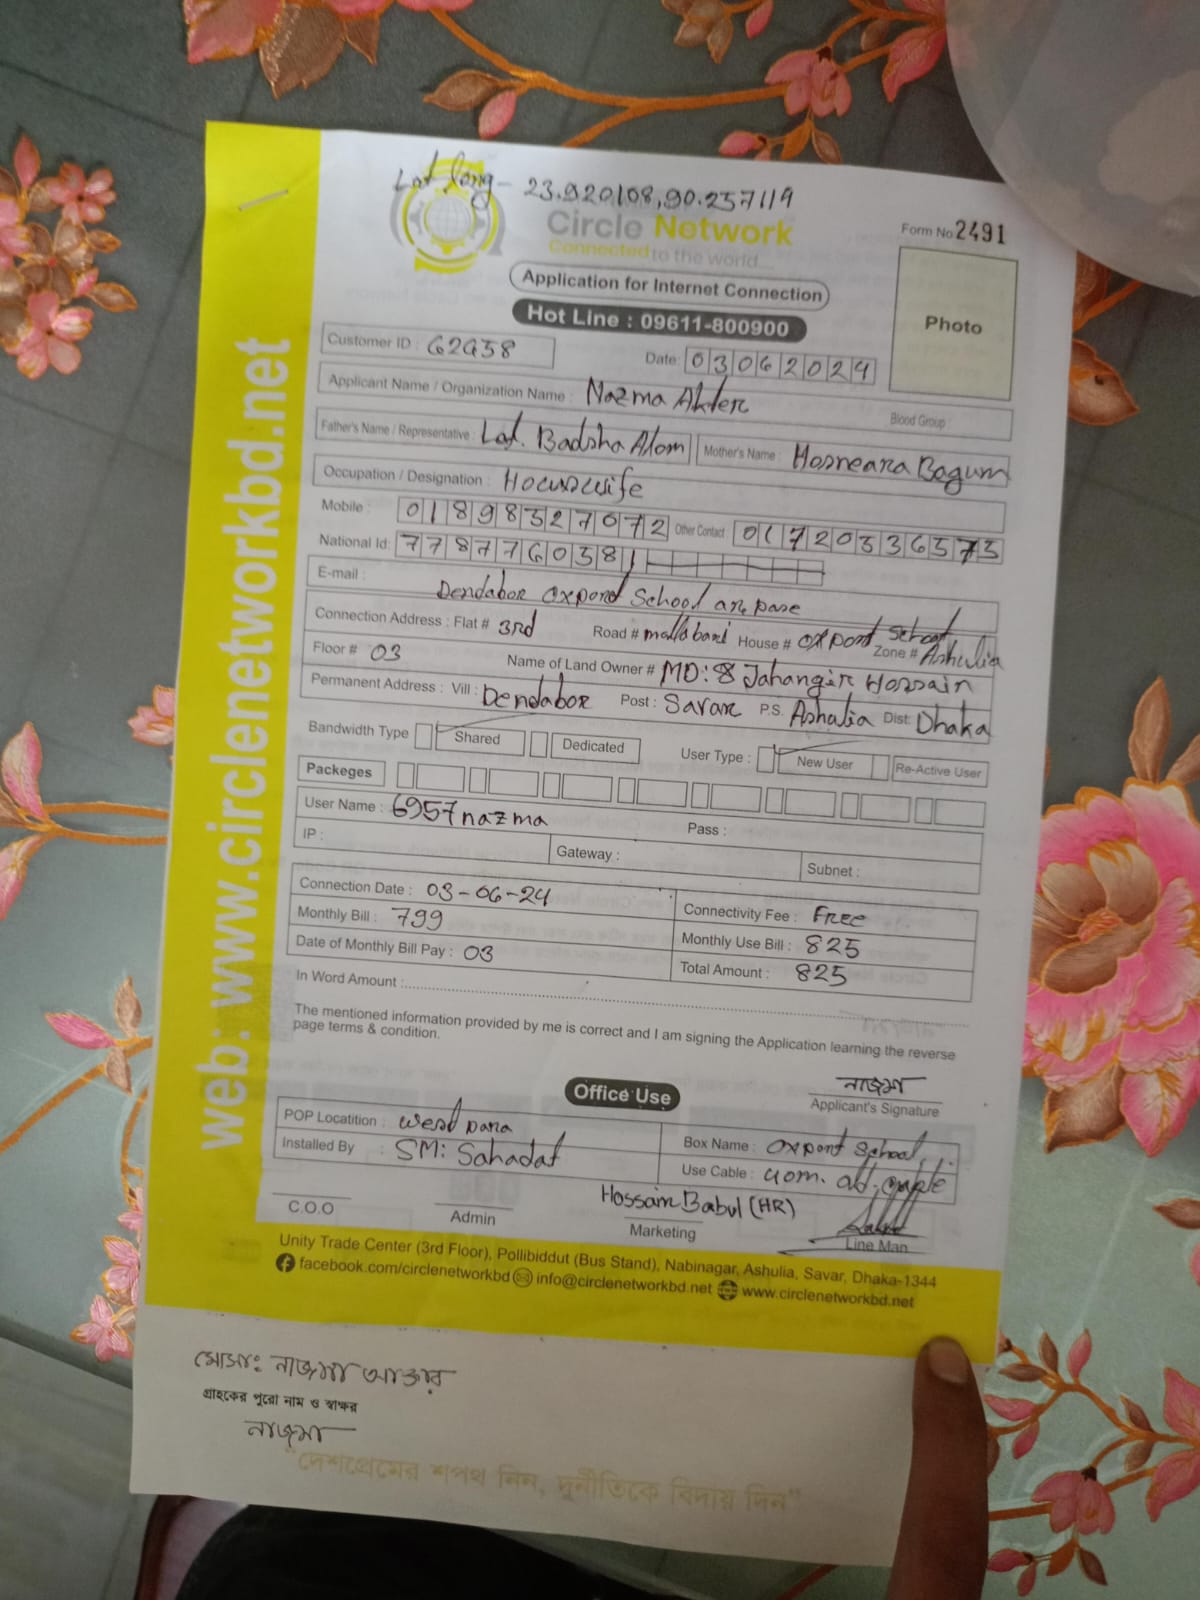 Lat Long - 23.920108,90.257119
Circle Network
Connected to the world...
Form No 2491
Application for Internet Connection
Hot Line : 09611-800900
Photo
Customer ID : 62958
Date: 03062024
Applicant Name / Organization Name : Nazma Akter
Blood Group :
Father's Name / Representative : Lat. Badsha Alom Mother's Name : Hosneara Begum
Occupation / Designation : Housewife
Mobile : 01898327072 Other Contact 01720336573
National Id: 7787760381
E-mail :
Dendabor Oxpord School
Connection Address : Flat # 3rd Road # House # oxpord School Zone # Ashulia
Floor # 03 Name of Land Owner # MD: Jahangir Hossain
Permanent Address : Vill : Dendabor Post : Savar P.S. Ashulia Dist: Dhaka
Bandwidth Type Shared Dedicated User Type : New User Re-Active User
Packeges
User Name : 6957nazma Pass :
IP : Gateway : Subnet :
Connection Date : 03-06-24 Connectivity Fee : FREE
Monthly Bill : 799 Monthly Use Bill : 825
Date of Monthly Bill Pay : 03 Total Amount : 825
In Word Amount :
The mentioned information provided by me is correct and I am signing the Application learning the reverse
page terms & condition.
নাজমা
Office Use
Applicant's Signature
POP Locatition : West para Box Name : oxpord School
Installed By : SM: Sahadat Use Cable : 40m.
Hossain Babul (HR)
C.O.O Admin Marketing Line Man
Unity Trade Center (3rd Floor), Pollibiddut (Bus Stand), Nabinagar, Ashulia, Savar, Dhaka-1344
facebook.com/circlenetworkbd info@circlenetworkbd.net www.circlenetworkbd.net
web: www.circlenetworkbd.net
মোসাঃ নাজমা আক্তার
গ্রাহকের পুরো নাম ও স্বাক্ষর
নাজমা
"দেশপ্রেমের শপথ নিন, দুর্নীতিকে বিদায় দিন"